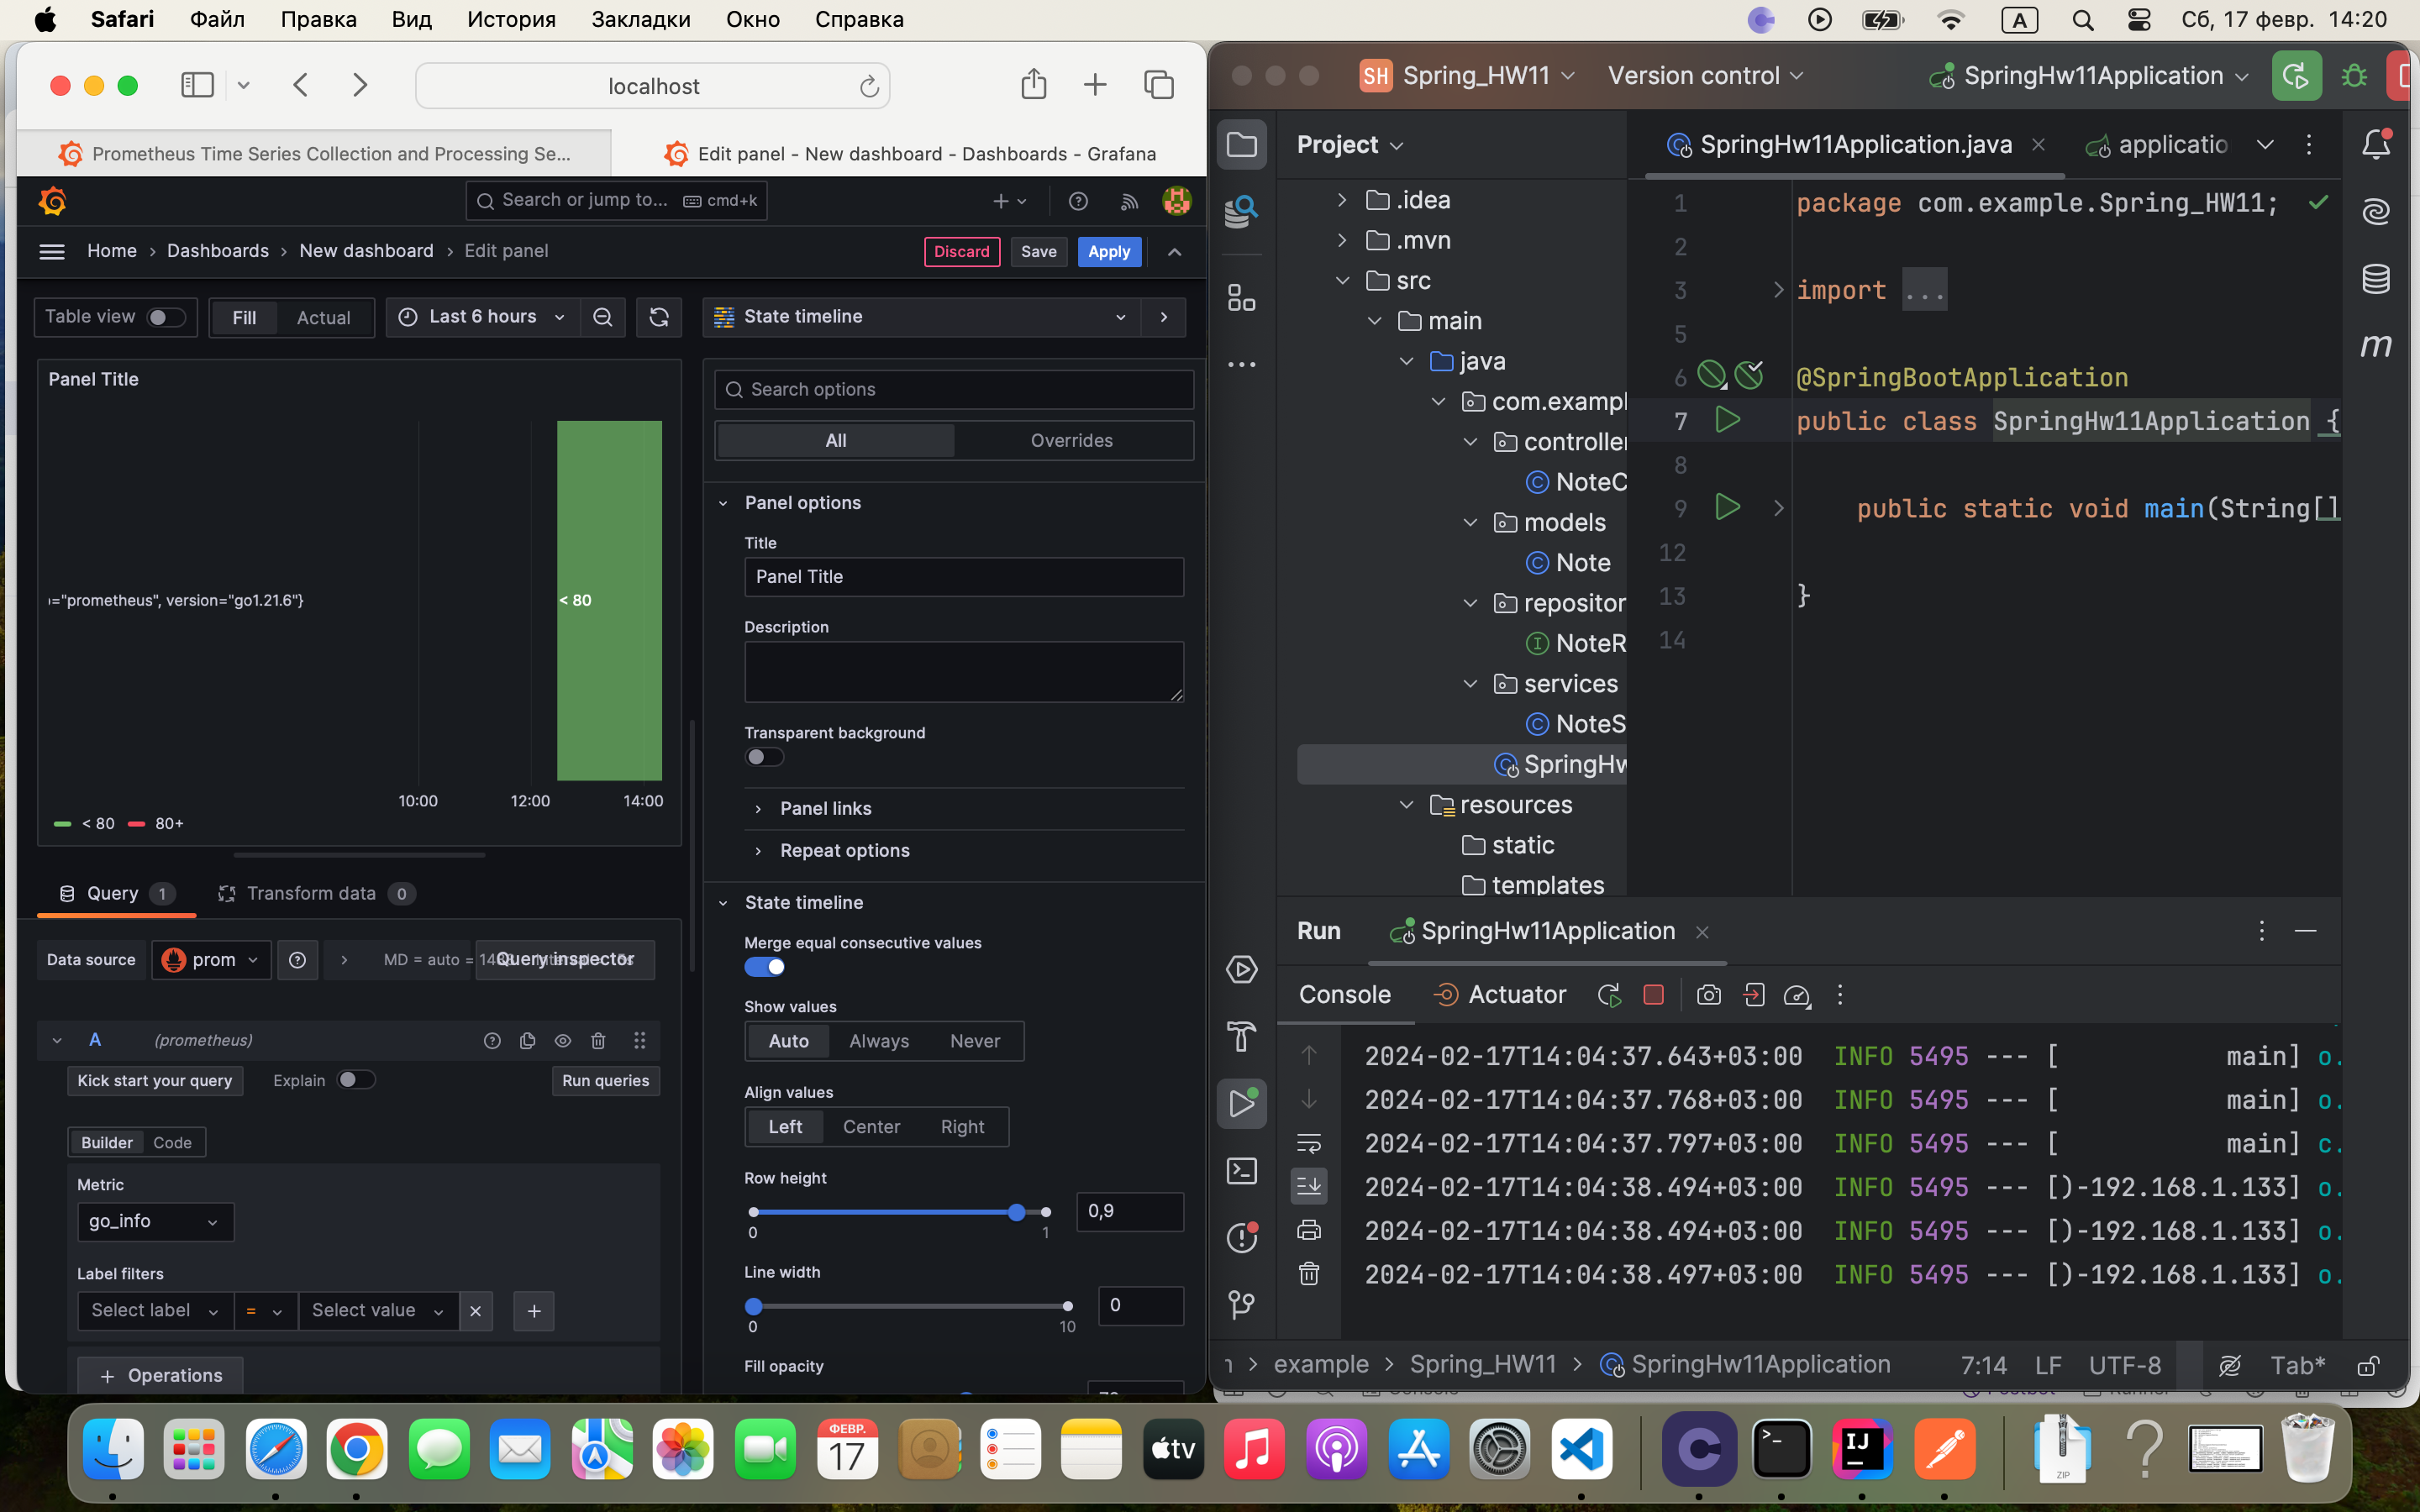 Safari Файл Правка Вид История Закладки Окно Справка A Сб, 17 февр. 14:20
localhost
Prometheus Time Series Collection and Processing Se...
Edit panel - New dashboard - Dashboards - Grafana
Search or jump to... cmd+k
Home › Dashboards › New dashboard › Edit panel
Discard Save Apply
Table view Fill Actual Last 6 hours
State timeline
Panel Title
="prometheus", version="go1.21.6"}
< 80
10:00 12:00 14:00
< 80 80+
Search options
All Overrides
Panel options
Title
Panel Title
Description
Transparent background
Panel links
Repeat options
State timeline
Merge equal consecutive values
Show values
Auto Always Never
Align values
Left Center Right
Row height
0,9
0 1
Line width
0
0 10
Fill opacity
Query 1 Transform data 0
Data source prom MD = auto = Query inspector
A (prometheus)
Kick start your query Explain Run queries
Builder Code
Metric
go_info
Label filters
Select label = Select value
+ Operations
SH Spring_HW11 Version control SpringHw11Application
Project
.idea
.mvn
src
main
java
com.exampl
controller
NoteC
models
Note
repositor
NoteR
services
NoteS
SpringHw
resources
static
templates
SpringHw11Application.java applicatio
1 package com.example.Spring_HW11;
2
3 import ...
5
6 @SpringBootApplication
7 public class SpringHw11Application {
8
9 public static void main(String[]
12
13 }
14
m
Run SpringHw11Application
Console Actuator
2024-02-17T14:04:37.643+03:00 INFO 5495 --- [ main] o.
2024-02-17T14:04:37.768+03:00 INFO 5495 --- [ main] o.
2024-02-17T14:04:37.797+03:00 INFO 5495 --- [ main] c.
2024-02-17T14:04:38.494+03:00 INFO 5495 --- [)-192.168.1.133] o.
2024-02-17T14:04:38.494+03:00 INFO 5495 --- [)-192.168.1.133] o.
2024-02-17T14:04:38.497+03:00 INFO 5495 --- [)-192.168.1.133] o.
example › Spring_HW11 › SpringHw11Application 7:14 LF UTF-8 Tab*
ФЕВР.
17
tv
IJ
ZIP